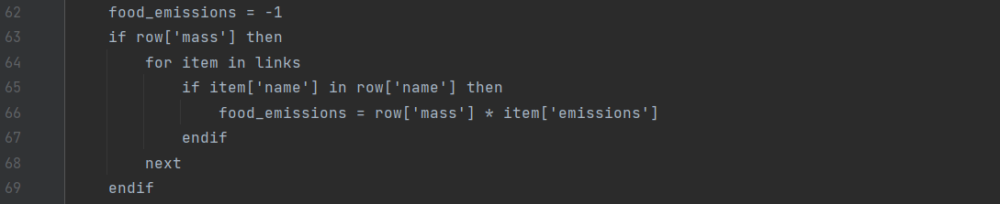 62 food_emissions = -1
63 if row['mass'] then
64 for item in links
65 if item['name'] in row['name'] then
66 food_emissions = row['mass'] * item['emissions']
67 endif
68 next
69 endif